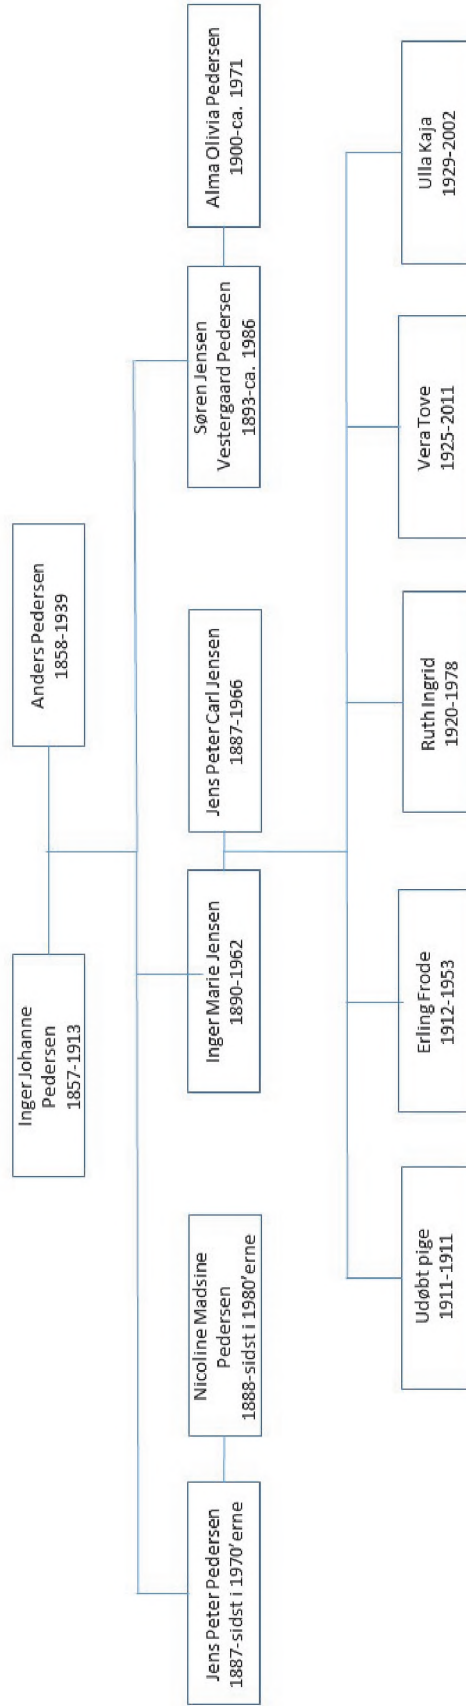 Inger Johanne
Pedersen
1857-1913
Anders Pedersen
1858-1939
Jens Peter Pedersen
1887-sidst i 1970'erne
Nicoline Madsine
Pedersen
1888-sidst i 1980'erne
Inger Marie Jensen
1890-1962
Jens Peter Carl Jensen
1887-1966
Søren Jensen
Vestergaard Pedersen
1893-ca. 1986
Alma Olivia Pedersen
1900-ca. 1971
Udøbt pige
1911-1911
Erling Frode
1912-1953
Ruth Ingrid
1920-1978
Vera Tove
1925-2011
Ulla Kaja
1929-2002